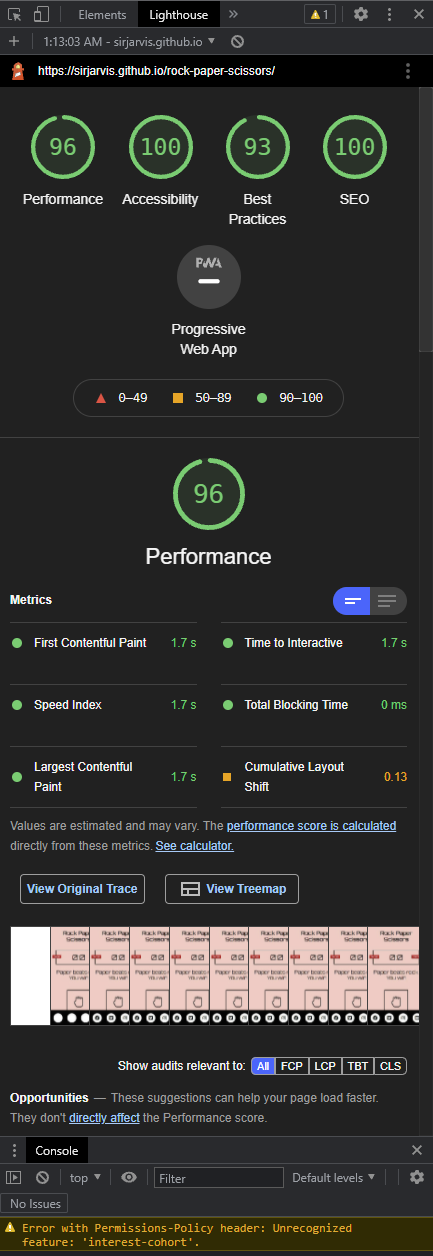 Elements
Lighthouse
1
1:13:03 AM - sirjarvis.github.io
https://sirjarvis.github.io/rock-paper-scissors/
96
100
93
100
Performance
Accessibility
Best
Practices
SEO
PWA
Progressive
Web App
0–49
50–89
90–100
96
Performance
Metrics
First Contentful Paint
1.7 s
Time to Interactive
1.7 s
Speed Index
1.7 s
Total Blocking Time
0 ms
Largest Contentful
Paint
1.7 s
Cumulative Layout
Shift
0.13
Values are estimated and may vary. The performance score is calculated
directly from these metrics. See calculator.
View Original Trace
View Treemap
Show audits relevant to:
All
FCP
LCP
TBT
CLS
Opportunities — These suggestions can help your page load faster.
They don't directly affect the Performance score.
Console
top
Filter
Default levels
No Issues
Error with Permissions-Policy header: Unrecognized
feature: 'interest-cohort'.